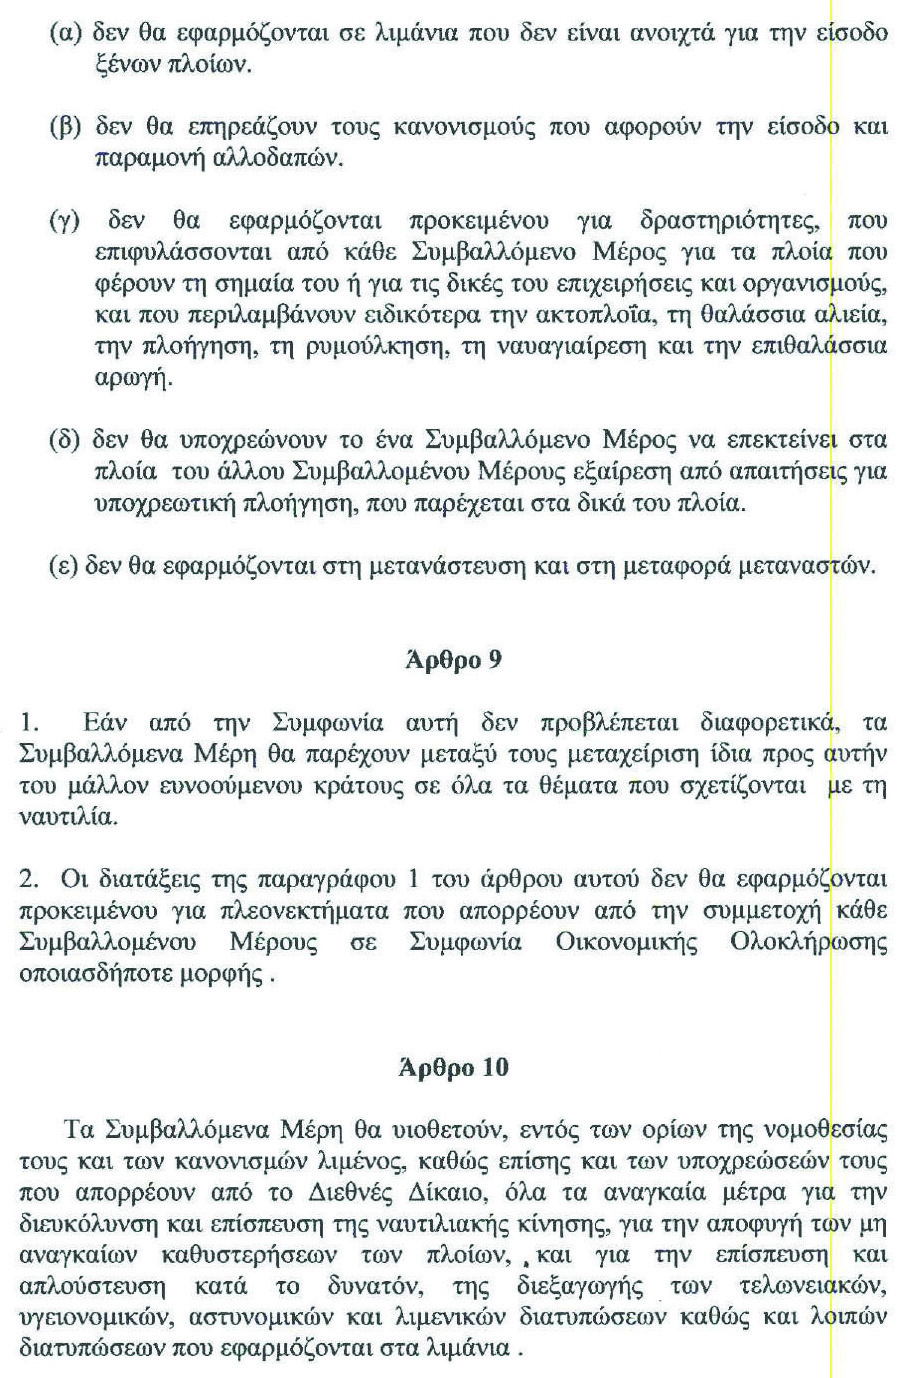 (α) δεν θα εφαρμόζονται σε λιμάνια που δεν είναι ανοιχτά για την είσοδο
ξένων πλοίων.
(β) δεν θα επηρεάζουν τους κανονισμούς που αφορούν την είσοδο και
παραμονή αλλοδαπών.
(γ) δεν θα εφαρμόζονται προκειμένου για δραστηριότητες, που
επιφυλάσσονται από κάθε Συμβαλλόμενο Μέρος για τα πλοία που
φέρουν τη σημαία του ή για τις δικές του επιχειρήσεις και οργανισμούς,
και που περιλαμβάνουν ειδικότερα την ακτοπλοΐα, τη θαλάσσια αλιεία,
την πλοήγηση, τη ρυμούλκηση, τη ναυαγιαίρεση και την επιθαλάσσια
αρωγή.
(δ) δεν θα υποχρεώνουν το ένα Συμβαλλόμενο Μέρος να επεκτείνει στα
πλοία του άλλου Συμβαλλομένου Μέρους εξαίρεση από απαιτήσεις για
υποχρεωτική πλοήγηση, που παρέχεται στα δικά του πλοία.
(ε) δεν θα εφαρμόζονται στη μετανάστευση και στη μεταφορά μεταναστών.
Άρθρο 9
1. Εάν από την Συμφωνία αυτή δεν προβλέπεται διαφορετικά, τα
Συμβαλλόμενα Μέρη θα παρέχουν μεταξύ τους μεταχείριση ίδια προς αυτήν
του μάλλον ευνοούμενου κράτους σε όλα τα θέματα που σχετίζονται με τη
ναυτιλία.
2. Οι διατάξεις της παραγράφου 1 του άρθρου αυτού δεν θα εφαρμόζονται
προκειμένου για πλεονεκτήματα που απορρέουν από την συμμετοχή κάθε
Συμβαλλομένου Μέρους σε Συμφωνία Οικονομικής Ολοκλήρωσης
οποιασδήποτε μορφής .
Άρθρο 10
Τα Συμβαλλόμενα Μέρη θα υιοθετούν, εντός των ορίων της νομοθεσίας
τους και των κανονισμών λιμένος, καθώς επίσης και των υποχρεώσεών τους
που απορρέουν από το Διεθνές Δίκαιο, όλα τα αναγκαία μέτρα για την
διευκόλυνση και επίσπευση της ναυτιλιακής κίνησης, για την αποφυγή των μη
αναγκαίων καθυστερήσεων των πλοίων, και για την επίσπευση και
απλούστευση κατά το δυνατόν, της διεξαγωγής των τελωνειακών,
υγειονομικών, αστυνομικών και λιμενικών διατυπώσεων καθώς και λοιπών
διατυπώσεων που εφαρμόζονται στα λιμάνια .